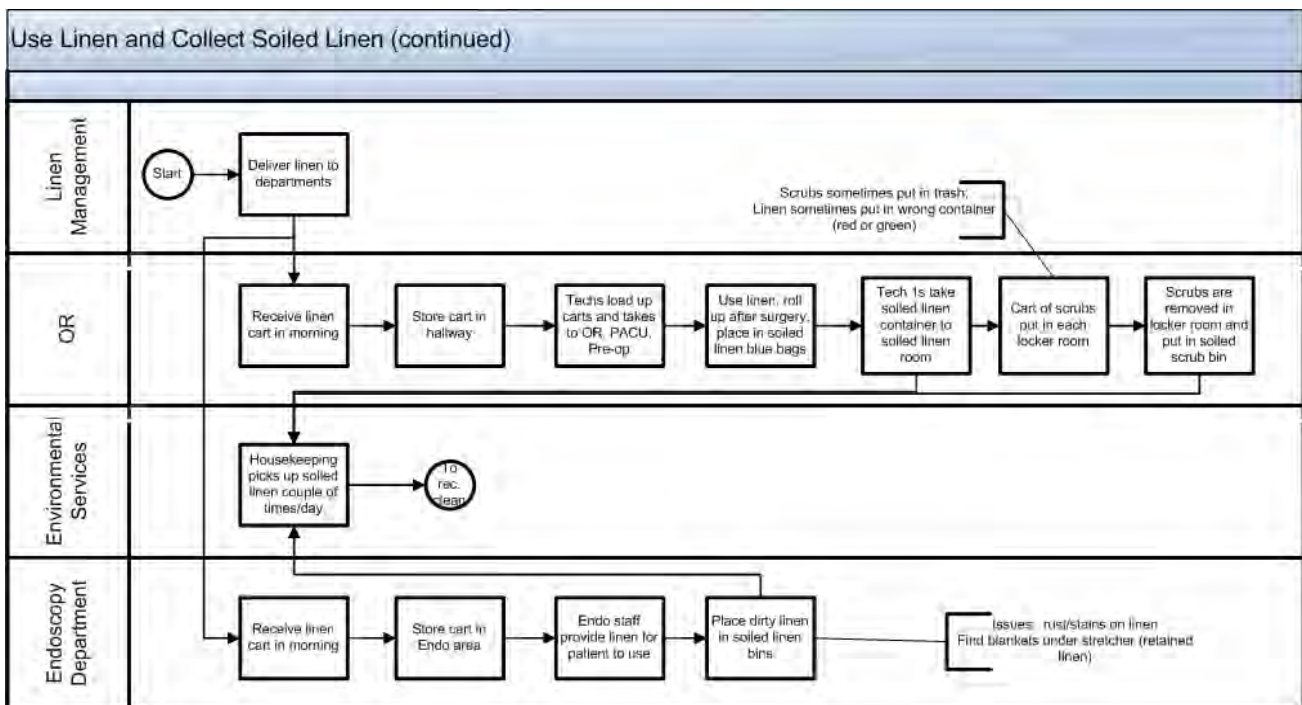 Use Linen and Collect Soiled Linen (continued)
Linen
Management
Start
Deliver linen to
departments
Scrubs sometimes put in trash;
Linen sometimes put in wrong container
(red or green)
OR
Receive linen
cart in morning
Store cart in
hallway
Techs load up
carts and takes
to OR, PACU,
Pre-op
Use linen, roll
up after surgery,
place in soiled
linen blue bags
Tech 1s take
soiled linen
container to
soiled linen
room
Cart of scrubs
put in each
locker room
Scrubs are
removed in
locker room and
put in soiled
scrub bin
Environmental
Services
Housekeeping
picks up soiled
linen couple of
times/day
To
rec.
clean
Endoscopy
Department
Receive linen
cart in morning
Store cart in
Endo area
Endo staff
provide linen for
patient to use
Place dirty linen
in soiled linen
bins
Issues: rust/stains on linen
Find blankets under stretcher (retained
linen)